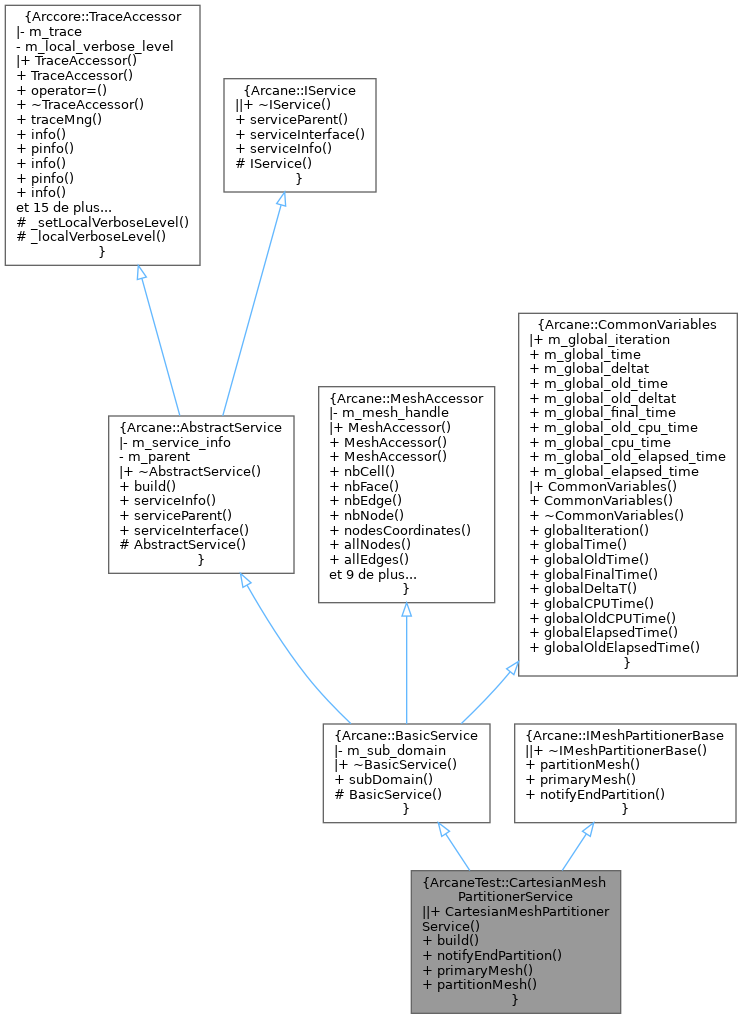 {Arccore::TraceAccessor
|- m_trace
- m_local_verbose_level
|+ TraceAccessor()
+ TraceAccessor()
+ operator=()
+ ~TraceAccessor()
+ traceMng()
+ info()
+ pinfo()
+ info()
+ pinfo()
+ info()
et 15 de plus...
# _setLocalVerboseLevel()
# _localVerboseLevel()
}
{Arcane::IService
||+ ~IService()
+ serviceParent()
+ serviceInterface()
+ serviceInfo()
# IService()
}
{Arcane::AbstractService
|- m_service_info
- m_parent
|+ ~AbstractService()
+ build()
+ serviceInfo()
+ serviceParent()
+ serviceInterface()
# AbstractService()
}
{Arcane::MeshAccessor
|- m_mesh_handle
|+ MeshAccessor()
+ MeshAccessor()
+ MeshAccessor()
+ nbCell()
+ nbFace()
+ nbEdge()
+ nbNode()
+ nodesCoordinates()
+ allNodes()
+ allEdges()
et 9 de plus...
}
{Arcane::CommonVariables
|+ m_global_iteration
+ m_global_time
+ m_global_deltat
+ m_global_old_time
+ m_global_old_deltat
+ m_global_final_time
+ m_global_old_cpu_time
+ m_global_cpu_time
+ m_global_old_elapsed_time
+ m_global_elapsed_time
|+ CommonVariables()
+ CommonVariables()
+ ~CommonVariables()
+ globalIteration()
+ globalTime()
+ globalOldTime()
+ globalFinalTime()
+ globalDeltaT()
+ globalCPUTime()
+ globalOldCPUTime()
+ globalElapsedTime()
+ globalOldElapsedTime()
}
{Arcane::BasicService
|- m_sub_domain
|+ ~BasicService()
+ subDomain()
# BasicService()
}
{Arcane::IMeshPartitionerBase
||+ ~IMeshPartitionerBase()
+ partitionMesh()
+ primaryMesh()
+ notifyEndPartition()
}
{ArcaneTest::CartesianMesh
PartitionerService
||+ CartesianMeshPartitioner
Service()
+ build()
+ notifyEndPartition()
+ primaryMesh()
+ partitionMesh()
}